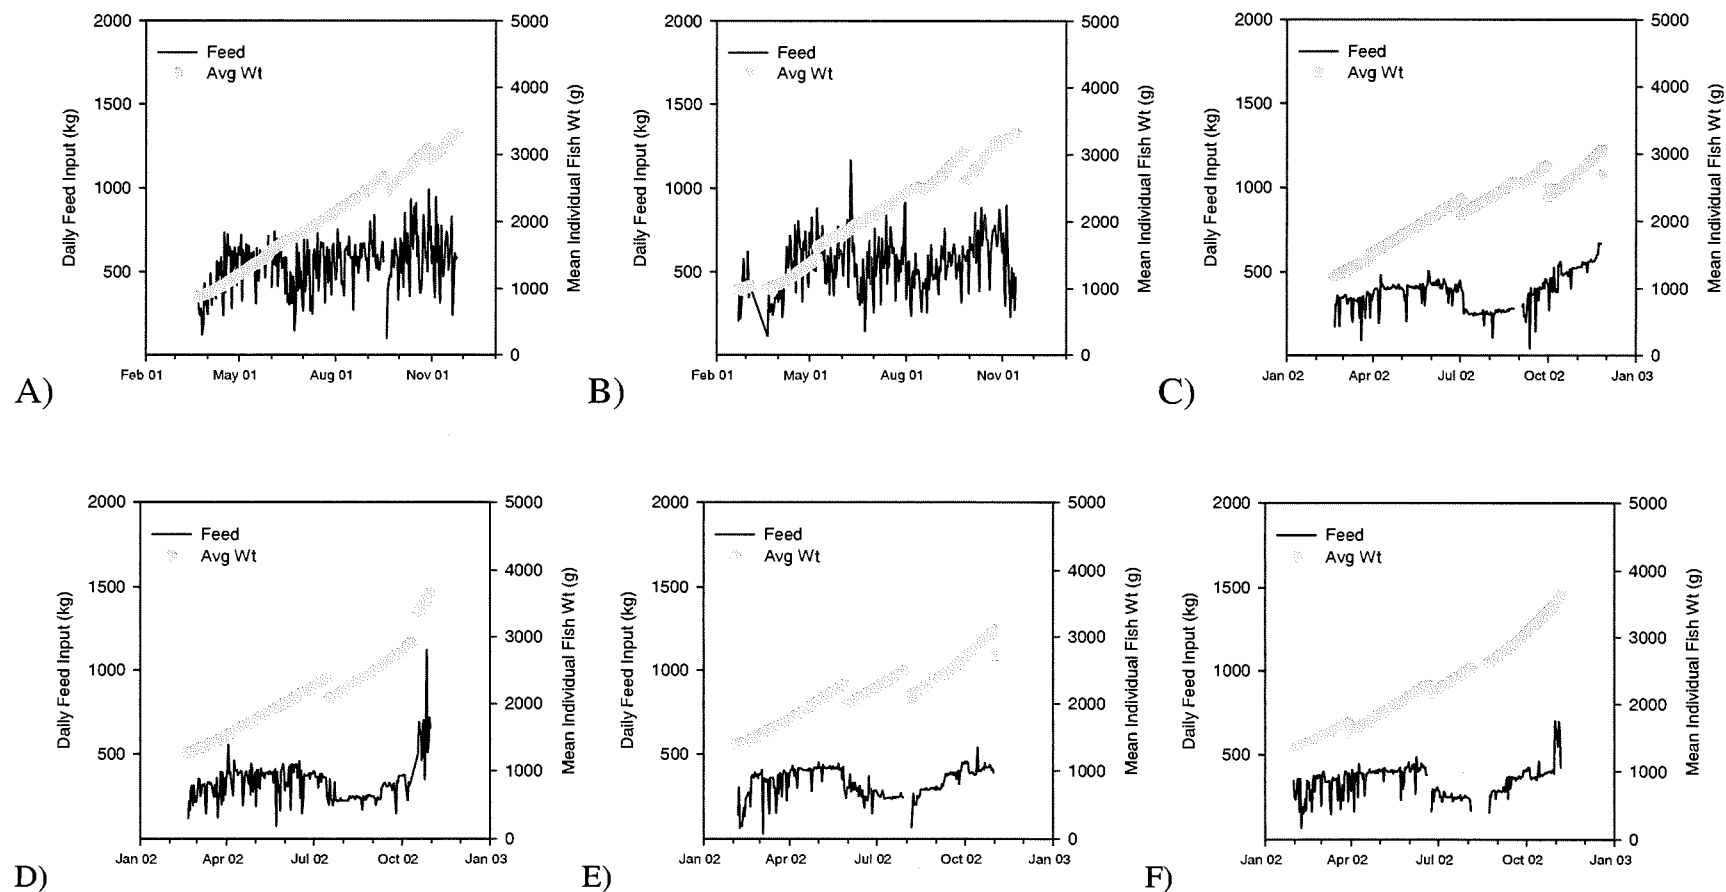 2000
1500
1000
500
5000
4000
3000
2000
1000
0
Feed
Avg Wt
Daily Feed Input (kg)
Mean Individual Fish Wt (g)
Feb 01 May 01 Aug 01 Nov 01
A)
2000
1500
1000
500
5000
4000
3000
2000
1000
0
Feed
Avg Wt
Daily Feed Input (kg)
Mean Individual Fish Wt (g)
Feb 01 May 01 Aug 01 Nov 01
B)
2000
1500
1000
500
5000
4000
3000
2000
1000
0
Feed
Avg Wt
Daily Feed Input (kg)
Mean Individual Fish Wt (g)
Jan 02 Apr 02 Jul 02 Oct 02 Jan 03
C)
2000
1500
1000
500
5000
4000
3000
2000
1000
0
Feed
Avg Wt
Daily Feed Input (kg)
Mean Individual Fish Wt (g)
Jan 02 Apr 02 Jul 02 Oct 02 Jan 03
D)
2000
1500
1000
500
5000
4000
3000
2000
1000
0
Feed
Avg Wt
Daily Feed Input (kg)
Mean Individual Fish Wt (g)
Jan 02 Apr 02 Jul 02 Oct 02 Jan 03
E)
2000
1500
1000
500
5000
4000
3000
2000
1000
0
Feed
Avg Wt
Daily Feed Input (kg)
Mean Individual Fish Wt (g)
Jan 02 Apr 02 Jul 02 Oct 02 Jan 03
F)